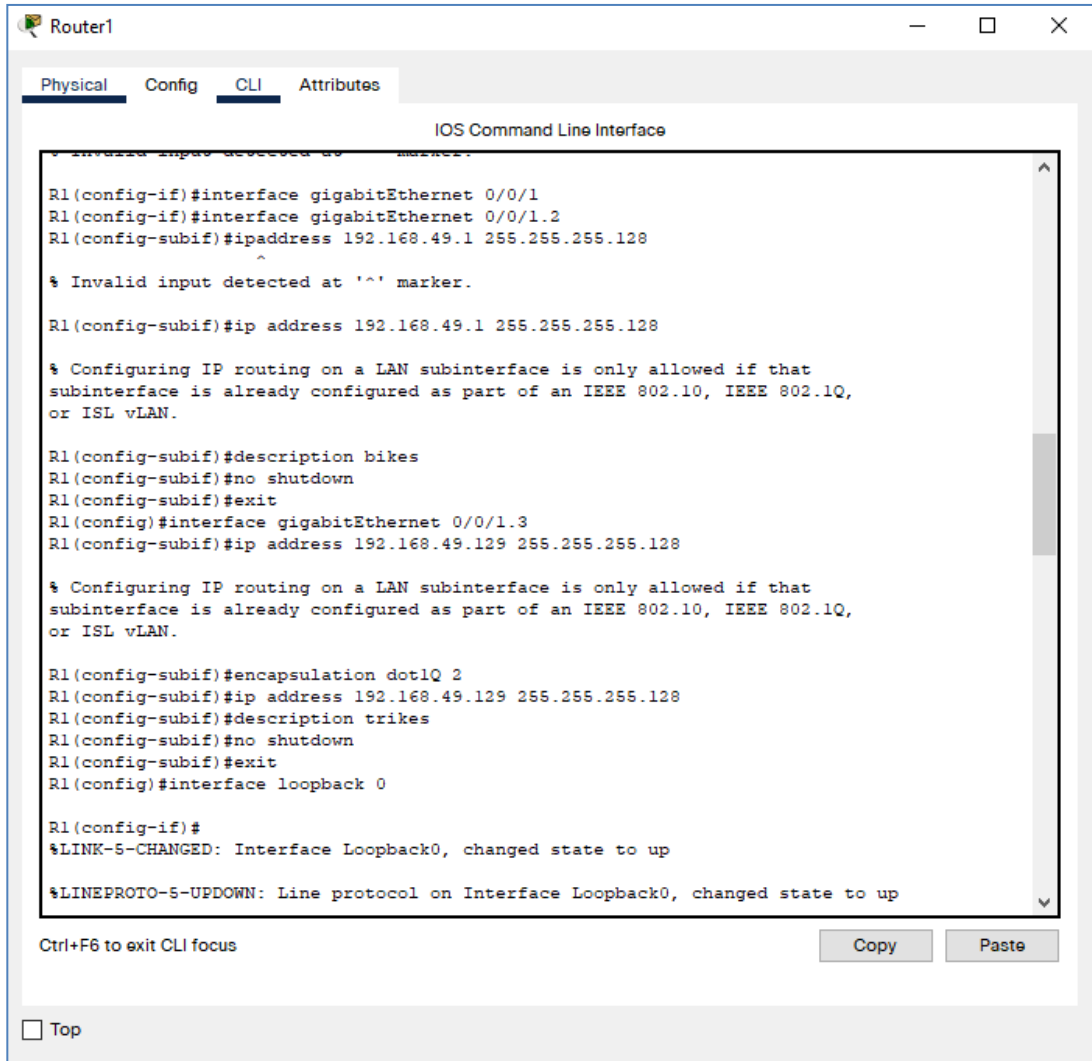 Router1
Physical Config CLI Attributes
IOS Command Line Interface
% Invalid input detected at '^' marker.
R1(config-if)#interface gigabitEthernet 0/0/1
R1(config-if)#interface gigabitEthernet 0/0/1.2
R1(config-subif)#ipaddress 192.168.49.1 255.255.255.128
^
% Invalid input detected at '^' marker.
R1(config-subif)#ip address 192.168.49.1 255.255.255.128
% Configuring IP routing on a LAN subinterface is only allowed if that
subinterface is already configured as part of an IEEE 802.10, IEEE 802.1Q,
or ISL vLAN.
R1(config-subif)#description bikes
R1(config-subif)#no shutdown
R1(config-subif)#exit
R1(config)#interface gigabitEthernet 0/0/1.3
R1(config-subif)#ip address 192.168.49.129 255.255.255.128
% Configuring IP routing on a LAN subinterface is only allowed if that
subinterface is already configured as part of an IEEE 802.10, IEEE 802.1Q,
or ISL vLAN.
R1(config-subif)#encapsulation dot1Q 2
R1(config-subif)#ip address 192.168.49.129 255.255.255.128
R1(config-subif)#description trikes
R1(config-subif)#no shutdown
R1(config-subif)#exit
R1(config)#interface loopback 0
R1(config-if)#
%LINK-5-CHANGED: Interface Loopback0, changed state to up
%LINEPROTO-5-UPDOWN: Line protocol on Interface Loopback0, changed state to up
Ctrl+F6 to exit CLI focus
Copy Paste
Top